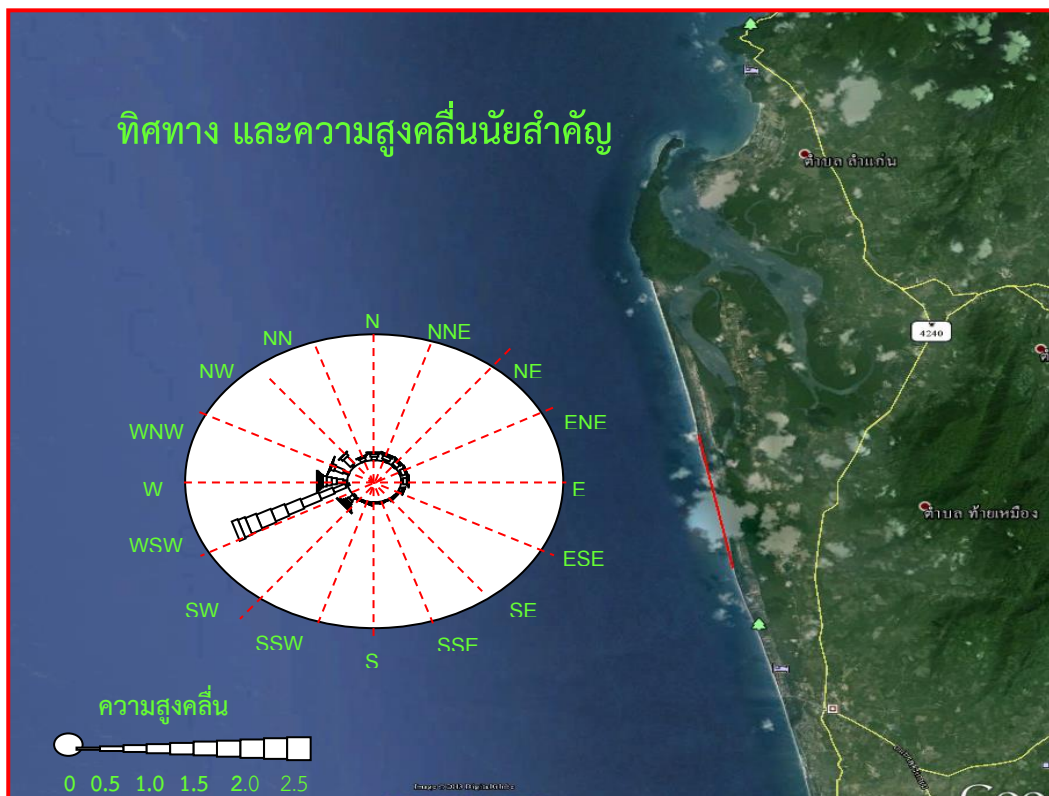 ทิศทาง และความสูงคลื่นนัยสำคัญ
ตำบล ลำแก่น
4240
N
NN
NNE
NW
NE
WNW
ENE
W
E
ตำบล ท้ายเหมือง
WSW
ESE
SW
SE
SSW
SSE
S
ความสูงคลื่น
0 0.5 1.0 1.5 2.0 2.5
Image © 2013 DigitalGlobe